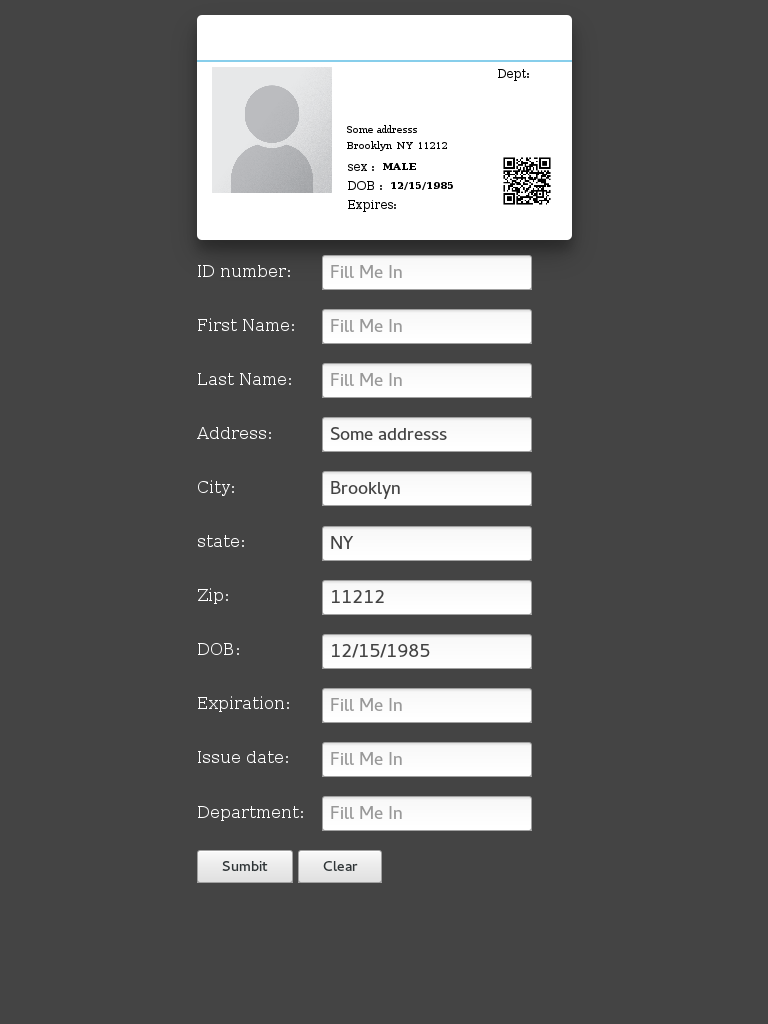 Dept:
Some addresss
Brooklyn NY 11212
sex : MALE
DOB : 12/15/1985
Expires:
ID number: Fill Me In
First Name: Fill Me In
Last Name: Fill Me In
Address: Some addresss
City: Brooklyn
state: NY
Zip: 11212
DOB: 12/15/1985
Expiration: Fill Me In
Issue date: Fill Me In
Department: Fill Me In
Sumbit Clear